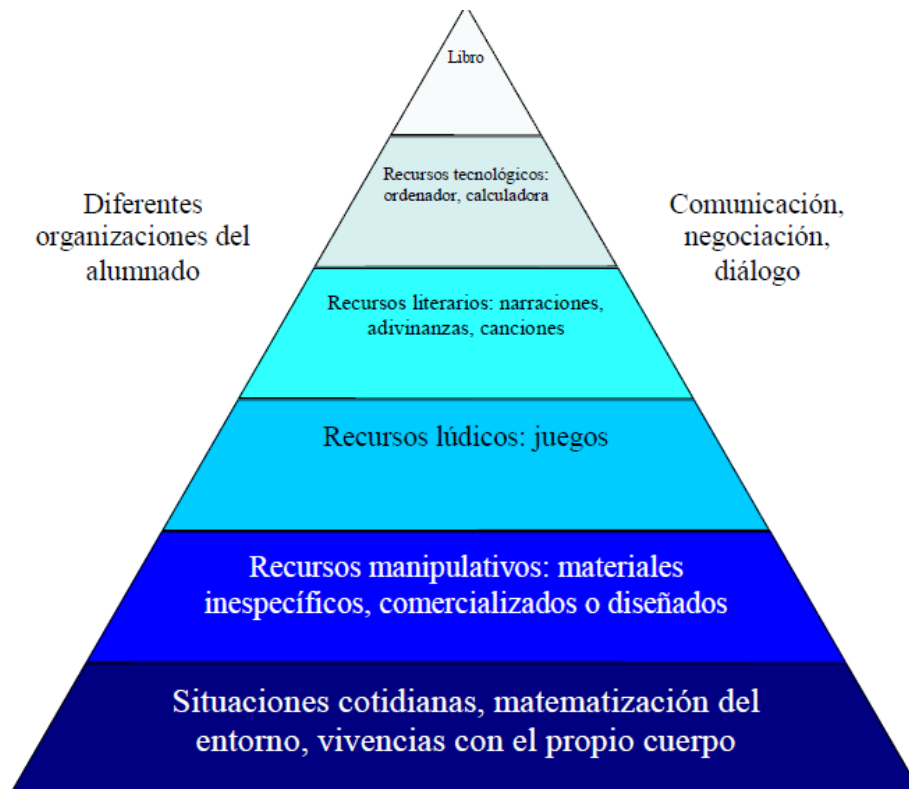 Libro
Recursos tecnológicos:
ordenador, calculadora
Diferentes
organizaciones del
alumnado
Comunicación,
negociación,
diálogo
Recursos literarios: narraciones,
adivinanzas, canciones
Recursos lúdicos: juegos
Recursos manipulativos: materiales
inespecíficos, comercializados o diseñados
Situaciones cotidianas, matematización del
entorno, vivencias con el propio cuerpo